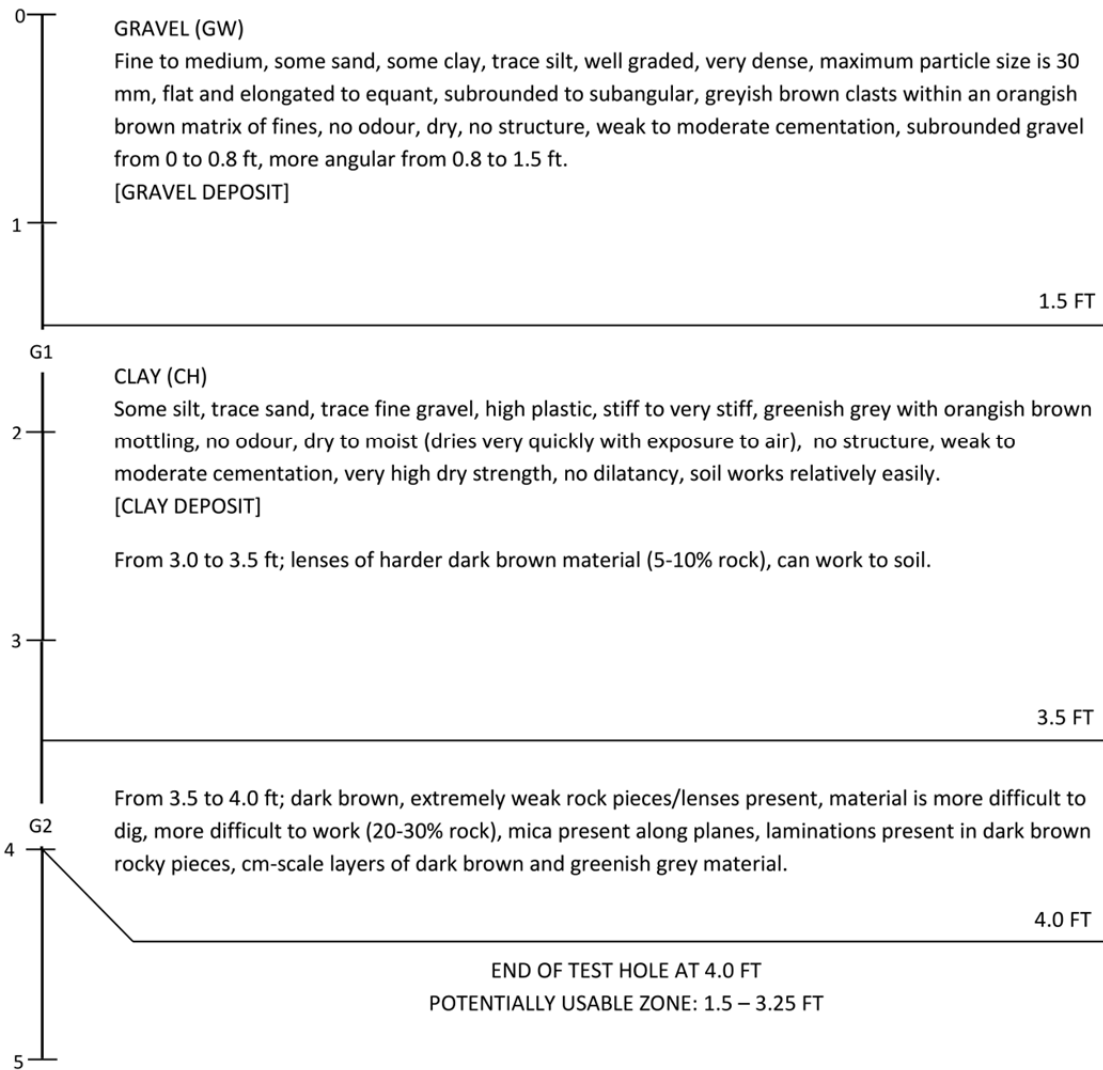 0
GRAVEL (GW)
Fine to medium, some sand, some clay, trace silt, well graded, very dense, maximum particle size is 30
mm, flat and elongated to equant, subrounded to subangular, greyish brown clasts within an orangish
brown matrix of fines, no odour, dry, no structure, weak to moderate cementation, subrounded gravel
from 0 to 0.8 ft, more angular from 0.8 to 1.5 ft.
[GRAVEL DEPOSIT]
1
1.5 FT
G1
CLAY (CH)
Some silt, trace sand, trace fine gravel, high plastic, stiff to very stiff, greenish grey with orangish brown
2
mottling, no odour, dry to moist (dries very quickly with exposure to air), no structure, weak to
moderate cementation, very high dry strength, no dilatancy, soil works relatively easily.
[CLAY DEPOSIT]
From 3.0 to 3.5 ft; lenses of harder dark brown material (5-10% rock), can work to soil.
3
3.5 FT
From 3.5 to 4.0 ft; dark brown, extremely weak rock pieces/lenses present, material is more difficult to
G2
dig, more difficult to work (20-30% rock), mica present along planes, laminations present in dark brown
4
rocky pieces, cm-scale layers of dark brown and greenish grey material.
4.0 FT
END OF TEST HOLE AT 4.0 FT
POTENTIALLY USABLE ZONE: 1.5 – 3.25 FT
5